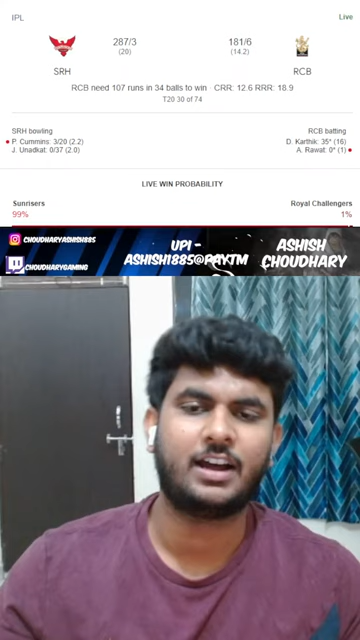 IPL
Live
287/3
(20)
181/6
(14.2)
SRH
RCB
RCB need 107 runs in 34 balls to win · CRR: 12.6 RRR: 18.9
T20 30 of 74
SRH bowling
RCB batting
P. Cummins: 3/20 (2.2)
D. Karthik: 35* (16)
J. Unadkat: 0/37 (2.0)
A. Rawat: 0* (1)
LIVE WIN PROBABILITY
Sunrisers
Royal Challengers
99%
1%
CHOUDHARYASHISH885
UPI -
ASHISH1885@PAYTM
ASHISH
CHOUDHARY
CHOUDHARYGAMING